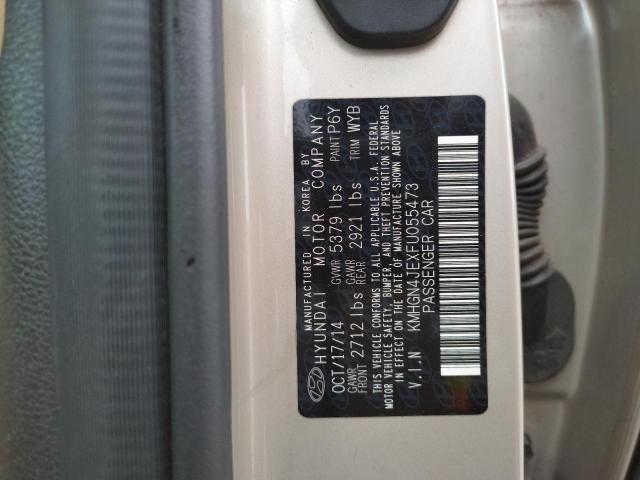 MANUFACTURED IN KOREA BY
HYUNDAI MOTOR COMPANY
OCT/17/14 GVWR 5379 lbs PAINT P6Y
GAWR FRONT 2712 lbs GAWR REAR 2921 lbs TRIM WYB
THIS VEHICLE CONFORMS TO ALL APPLICABLE U.S.A. FEDERAL
MOTOR VEHICLE SAFETY, BUMPER, AND THEFT PREVENTION STANDARDS
IN EFFECT ON THE DATE OF MANUFACTURE SHOWN ABOVE
V.I.N KMHGN4JEXFU055473
PASSENGER CAR